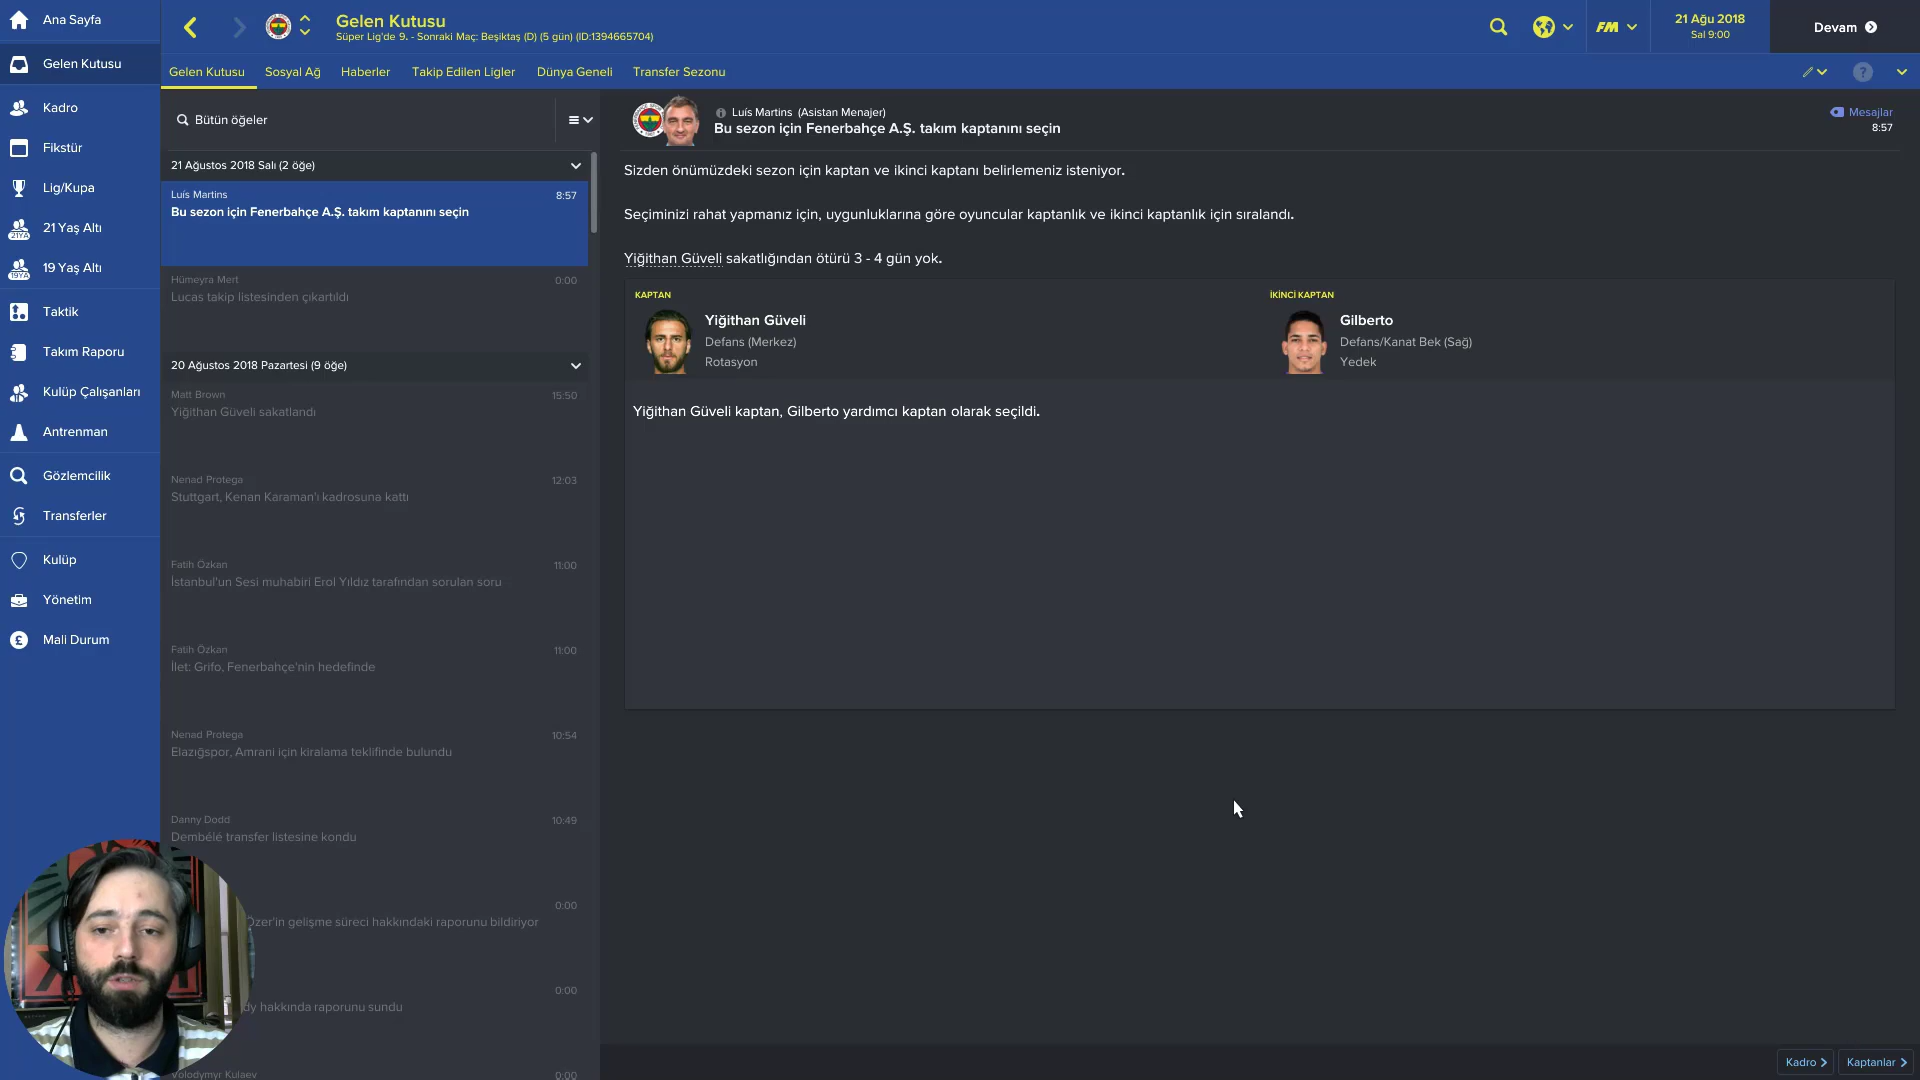 Ana Sayfa
Gelen Kutusu
Kadro
Fikstür
Lig/Kupa
21 Yaş Altı
19 Yaş Altı
Taktik
Takım Raporu
Kulüp Çalışanları
Antrenman
Gözlemcilik
Transferler
Kulüp
Yönetim
Mali Durum
Gelen Kutusu
Süper Lig'de 9. - Sonraki Maç: Beşiktaş (D) (5 gün) (ID:1394665704)
FM
21 Ağu 2018
Sal 9:00
Devam
Gelen Kutusu Sosyal Ağ Haberler Takip Edilen Ligler Dünya Geneli Transfer Sezonu
Bütün öğeler
21 Ağustos 2018 Salı (2 öğe)
Luís Martins 8:57
Bu sezon için Fenerbahçe A.Ş. takım kaptanını seçin
Hümeyra Mert 0:00
Lucas takip listesinden çıkartıldı
20 Ağustos 2018 Pazartesi (9 öğe)
Matt Brown 15:50
Yiğithan Güveli sakatlandı
Nenad Protega 12:03
Stuttgart, Kenan Karaman'ı kadrosuna kattı
Fatih Özkan 11:00
İstanbul'un Sesi muhabiri Erol Yıldız tarafından sorulan soru
Fatih Özkan 11:00
İlet: Grifo, Fenerbahçe'nin hedefinde
Nenad Protega 10:54
Elazığspor, Amrani için kiralama teklifinde bulundu
Danny Dodd 10:49
Dembélé transfer listesine kondu
0:00
Özer'in gelişme süreci hakkındaki raporunu bildiriyor
0:00
hakkında raporunu sundu
Volodymyr Kulaev 0:00
Luís Martins (Asistan Menajer)
Bu sezon için Fenerbahçe A.Ş. takım kaptanını seçin
Mesajlar
8:57
Sizden önümüzdeki sezon için kaptan ve ikinci kaptanı belirlemeniz isteniyor.
Seçiminizi rahat yapmanız için, uygunluklarına göre oyuncular kaptanlık ve ikinci kaptanlık için sıralandı.
Yiğithan Güveli sakatlığından ötürü 3 - 4 gün yok.
KAPTAN
Yiğithan Güveli
Defans (Merkez)
Rotasyon
İKİNCİ KAPTAN
Gilberto
Defans/Kanat Bek (Sağ)
Yedek
Yiğithan Güveli kaptan, Gilberto yardımcı kaptan olarak seçildi.
Kadro
Kaptanlar